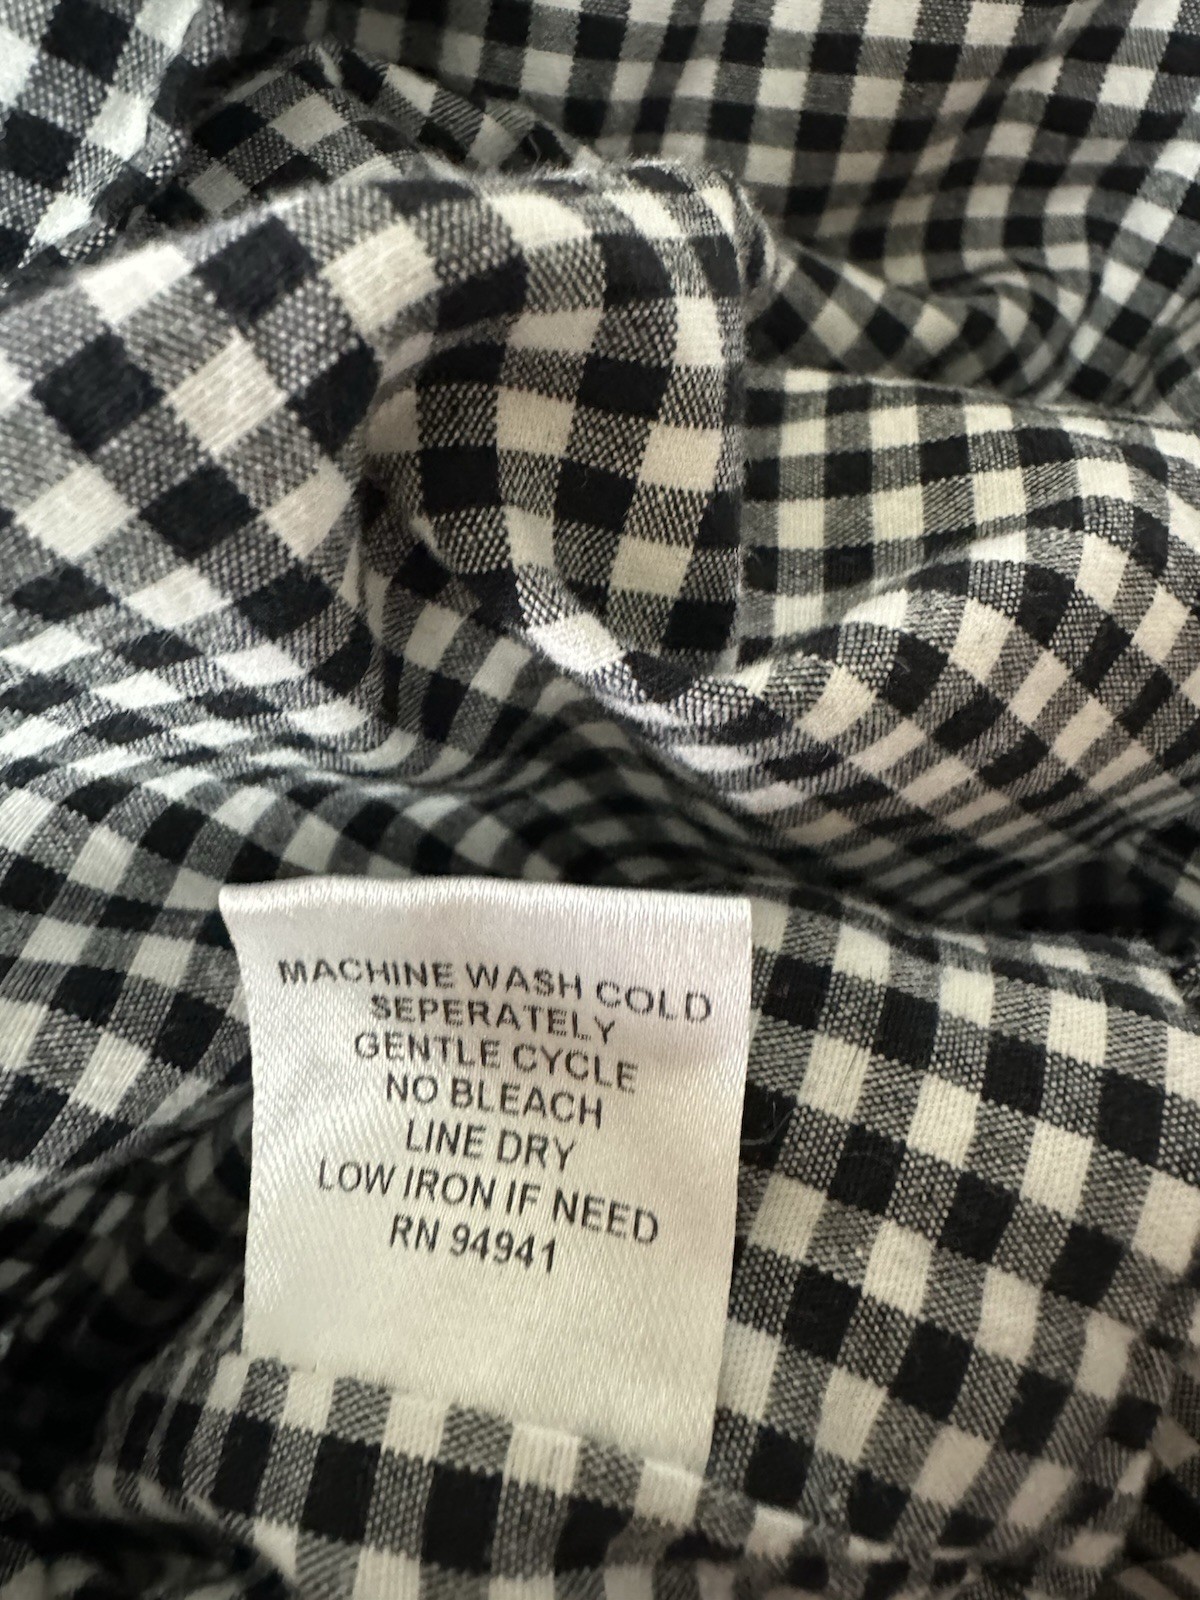 MACHINE WASH COLD
SEPERATELY
GENTLE CYCLE
NO BLEACH
LINE DRY
LOW IRON IF NEED
RN 94941